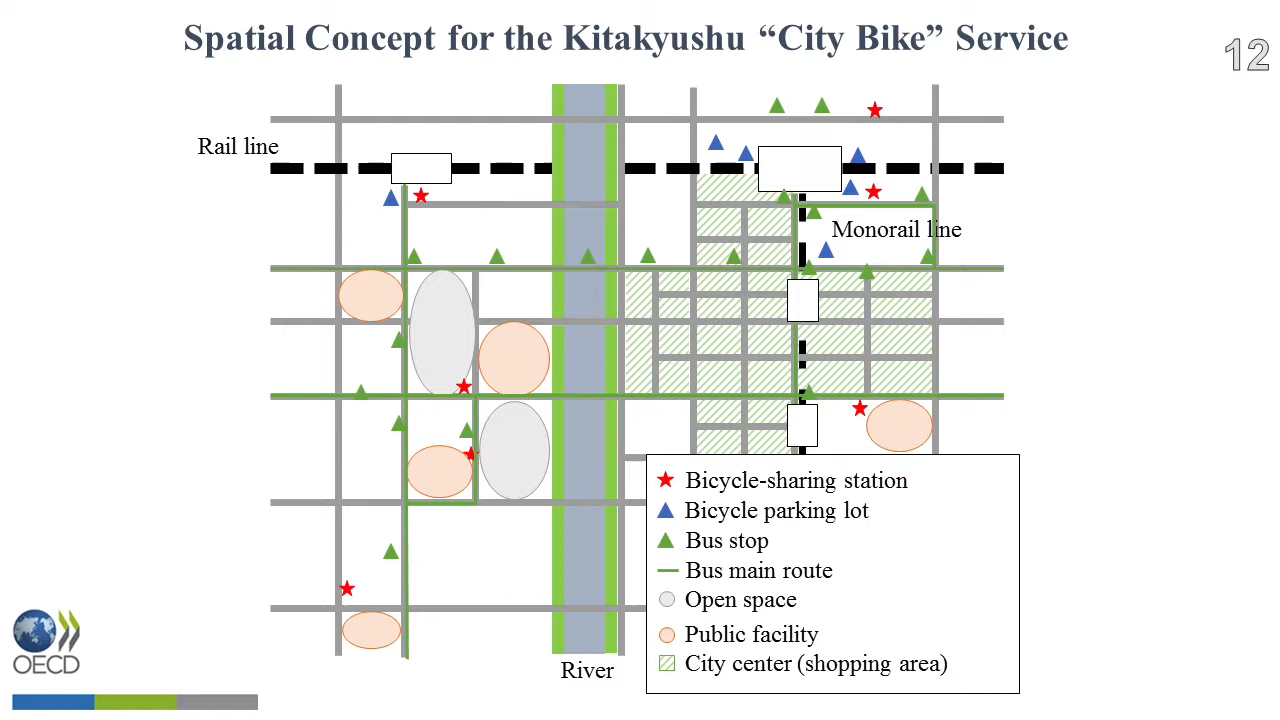 Spatial Concept for the Kitakyushu “City Bike” Service
12
Rail line
Monorail line
Bicycle-sharing station
Bicycle parking lot
Bus stop
Bus main route
Open space
Public facility
City center (shopping area)
River
OECD